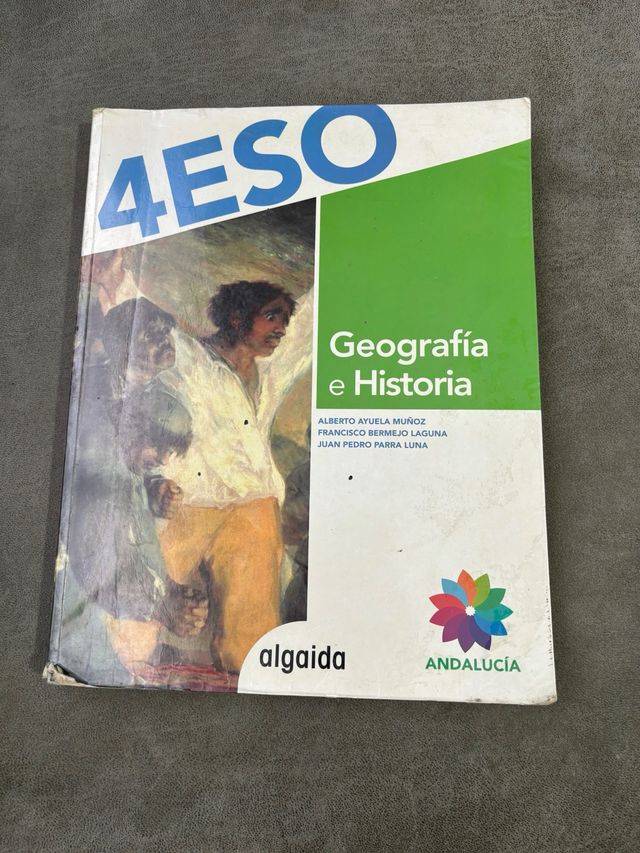 4ESO
Geografía
e Historia
ALBERTO AYUELA MUÑOZ
FRANCISCO BERMEJO LAGUNA
JUAN PEDRO PARRA LUNA
algaida
ANDALUCÍA